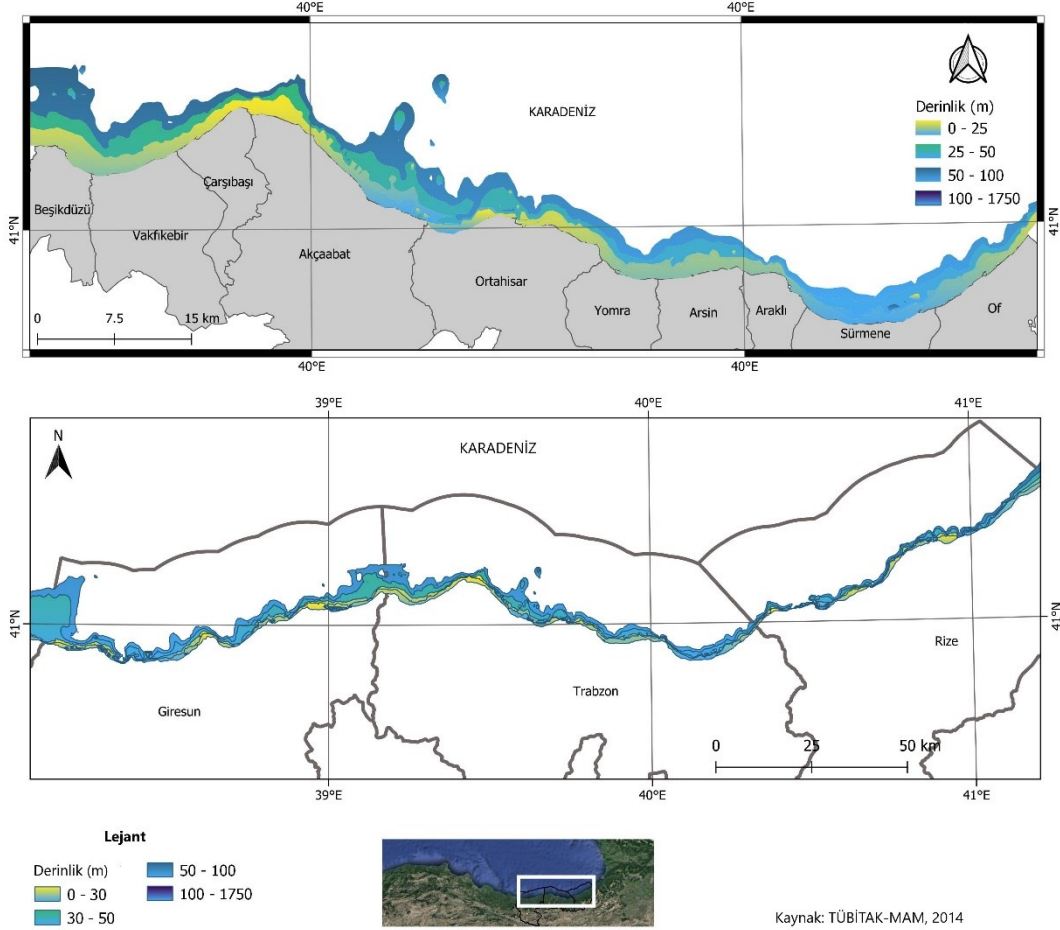 40°E
40°E
KARADENİZ
Derinlik (m)
0 - 25
25 - 50
50 - 100
100 - 1750
41°N
41°N
Beşikdüzü
Vakfıkebir
Çarşıbaşı
Akçaabat
Ortahisar
Yomra
Arsin
Araklı
Sürmene
Of
0
7.5
15 km
40°E
40°E
39°E
40°E
41°E
N
KARADENİZ
41°N
41°N
Giresun
Trabzon
Rize
0
25
50 km
39°E
40°E
41°E
Lejant
Derinlik (m)
0 - 30
30 - 50
50 - 100
100 - 1750
Kaynak: TÜBİTAK-MAM, 2014